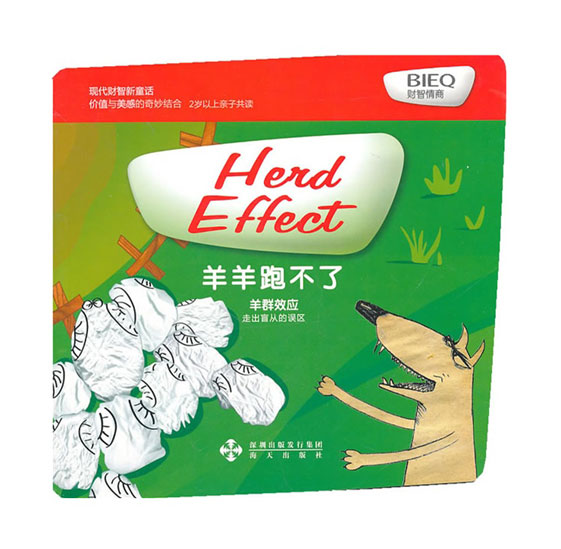 现代财智新童话
价值与美感的奇妙结合 2岁以上亲子共读
BIEQ
财智情商
Herd
Effect
羊羊跑不了
羊群效应
走出盲从的误区
深圳出版发行集团
海天出版社